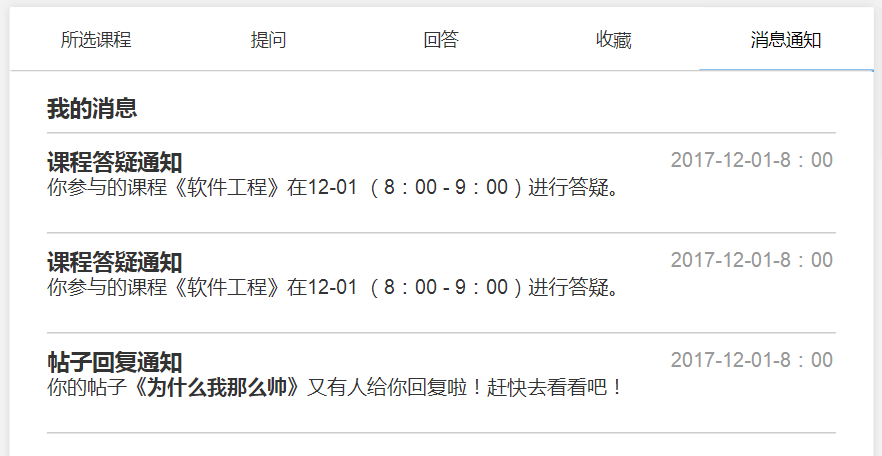 所选课程 提问 回答 收藏 消息通知
我的消息
课程答疑通知 2017-12-01-8：00
你参与的课程《软件工程》在12-01 （8：00 - 9：00）进行答疑。
课程答疑通知 2017-12-01-8：00
你参与的课程《软件工程》在12-01 （8：00 - 9：00）进行答疑。
帖子回复通知 2017-12-01-8：00
你的帖子《为什么我那么帅》又有人给你回复啦！赶快去看看吧！